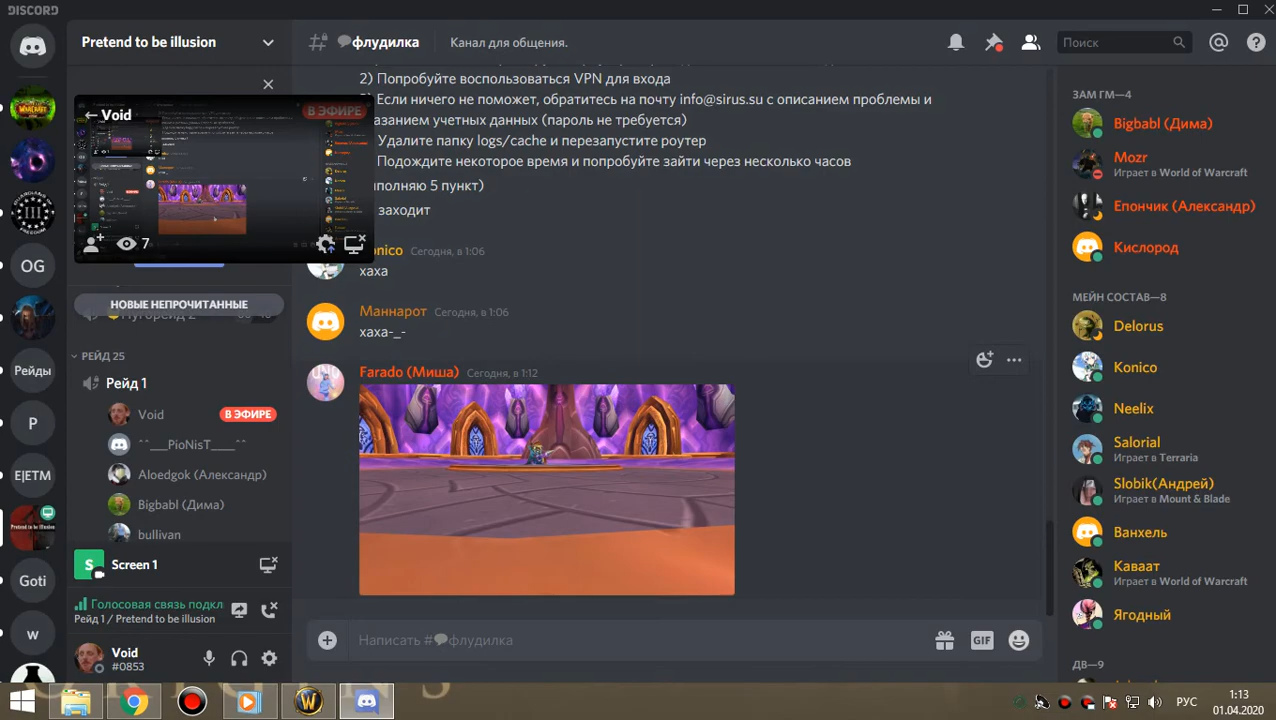 DISCORD
Pretend to be illusion
флудилка
Канал для общения.
Поиск
2) Попробуйте воспользоваться VPN для входа
Если ничего не поможет, обратитесь на почту info@sirus.su с описанием проблемы и
азанием учетных данных (пароль не требуется)
Удалите папку logs/cache и перезапустите роутер
Подождите некоторое время и попробуйте зайти через несколько часов
полняю 5 пункт)
заходит
onico Сегодня, в 1:06
хаха
Маннарот Сегодня, в 1:06
хаха-_-
Farado (Миша) Сегодня, в 1:12
Написать #флудилка
GIF
← Void
В ЭФИРЕ
7
НОВЫЕ НЕПРОЧИТАННЫЕ
РЕЙД 25
Рейд 1
Void В ЭФИРЕ
^^___PioNisT____^^
Aloedgok (Александр)
Bigbabl (Дима)
bullivan
S Screen 1
Голосовая связь подкл
Рейд 1 / Pretend to be illusion
Void
#0853
OG
Рейды
P
E|ETM
Pretend to be illusion
Goti
w
ЗАМ ГМ—4
Bigbabl (Дима)
Mozr
Играет в World of Warcraft
Епончик (Александр)
Кислород
МЕЙН СОСТАВ—8
Delorus
Konico
Neelix
Salorial
Играет в Terraria
Slobik(Андрей)
Играет в Mount & Blade
Ванхель
Каваат
Играет в World of Warcraft
Ягодный
ДВ—9
РУС
1:13
01.04.2020